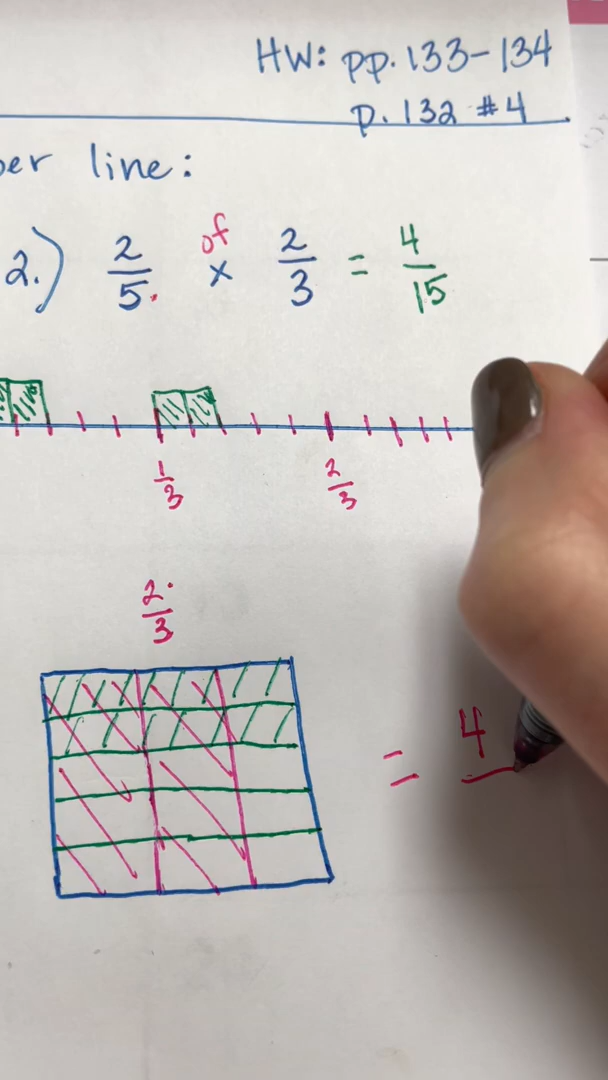 HW: pp. 133-134
p. 132 #4
line:
2.) 2/5. of x 2/3 = 4/15
1/3 2/3
2/3
= 4